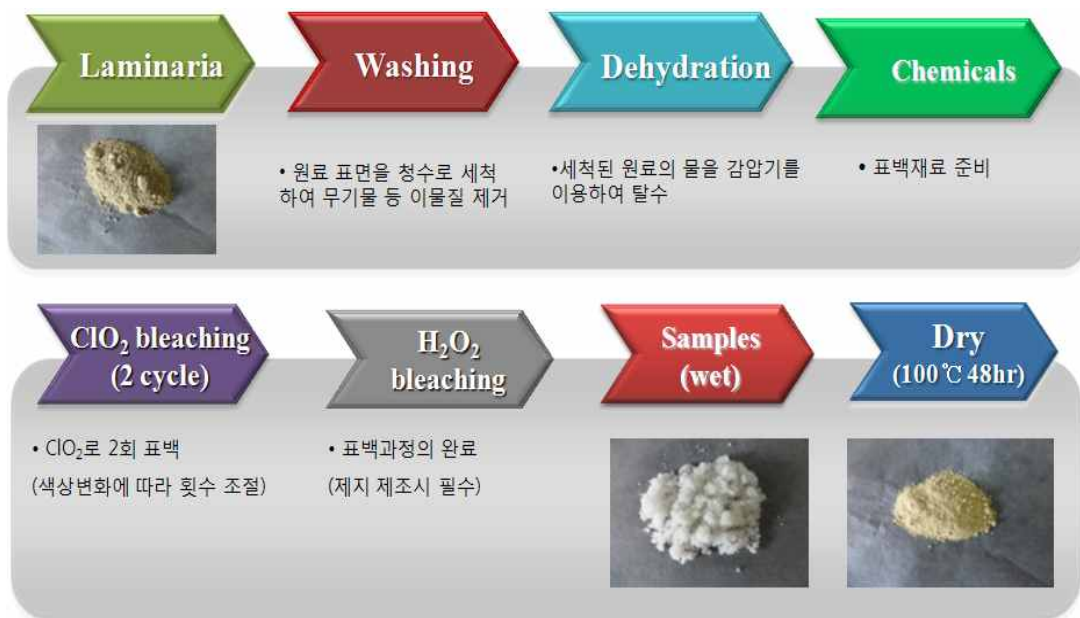 Laminaria
Washing
Dehydration
Chemicals
• 원료 표면을 청수로 세척
하여 무기물 등 이물질 제거
•세척된 원료의 물을 감압기를
이용하여 탈수
• 표백재료 준비
ClO₂ bleaching
(2 cycle)
H₂O₂
bleaching
Samples
(wet)
Dry
(100℃ 48hr)
• ClO₂로 2회 표백
(색상변화에 따라 횟수 조절)
• 표백과정의 완료
(제지 제조시 필수)